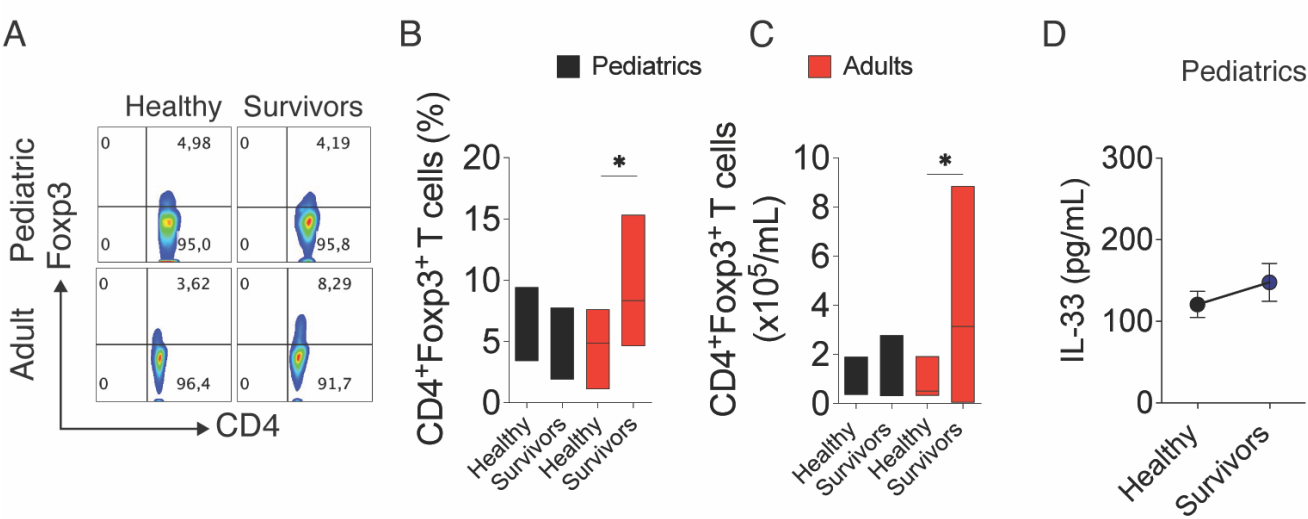 A
Healthy Survivors
Pediatric
Adult
Foxp3
CD4
0 4,98
0 95,0
0 4,19
0 95,8
0 3,62
0 96,4
0 8,29
0 91,7
B
Pediatrics
CD4+Foxp3+ T cells (%)
20
15
10
5
0
*
Healthy
Survivors
Healthy
Survivors
C
Adults
CD4+Foxp3+ T cells
(x10⁵/mL)
10
8
6
4
2
0
*
Healthy
Survivors
Healthy
Survivors
D
Pediatrics
IL-33 (pg/mL)
300
200
100
0
Healthy
Survivors